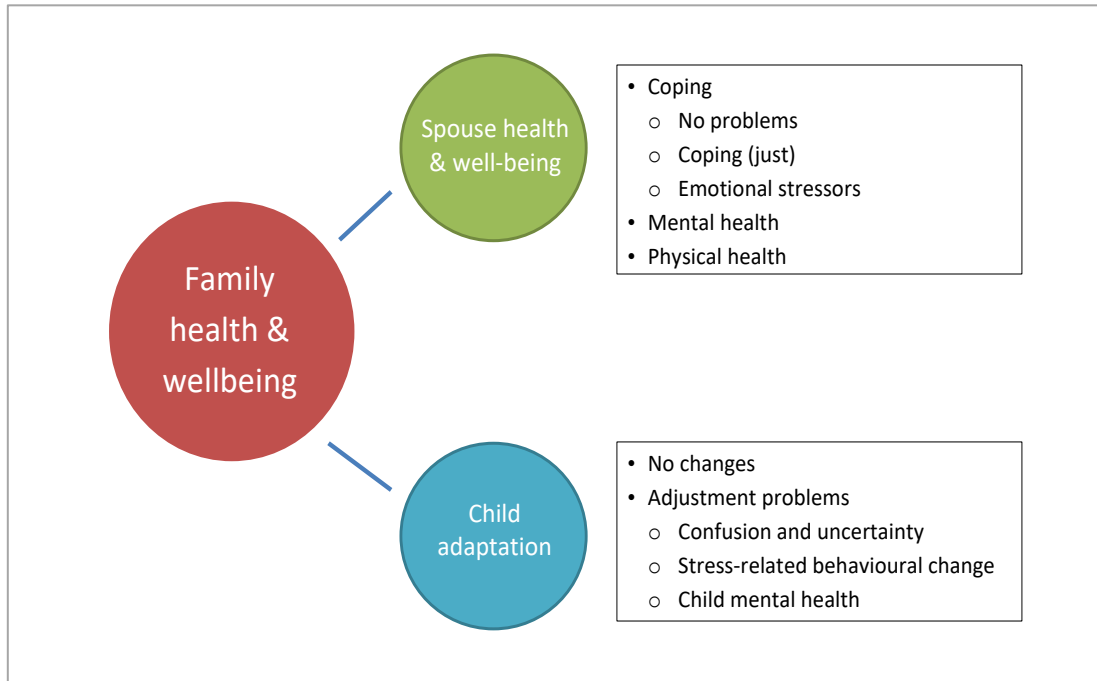 Family
health &
wellbeing
Spouse health
& well-being
• Coping
o No problems
o Coping (just)
o Emotional stressors
• Mental health
• Physical health
Child
adaptation
• No changes
• Adjustment problems
o Confusion and uncertainty
o Stress-related behavioural change
o Child mental health